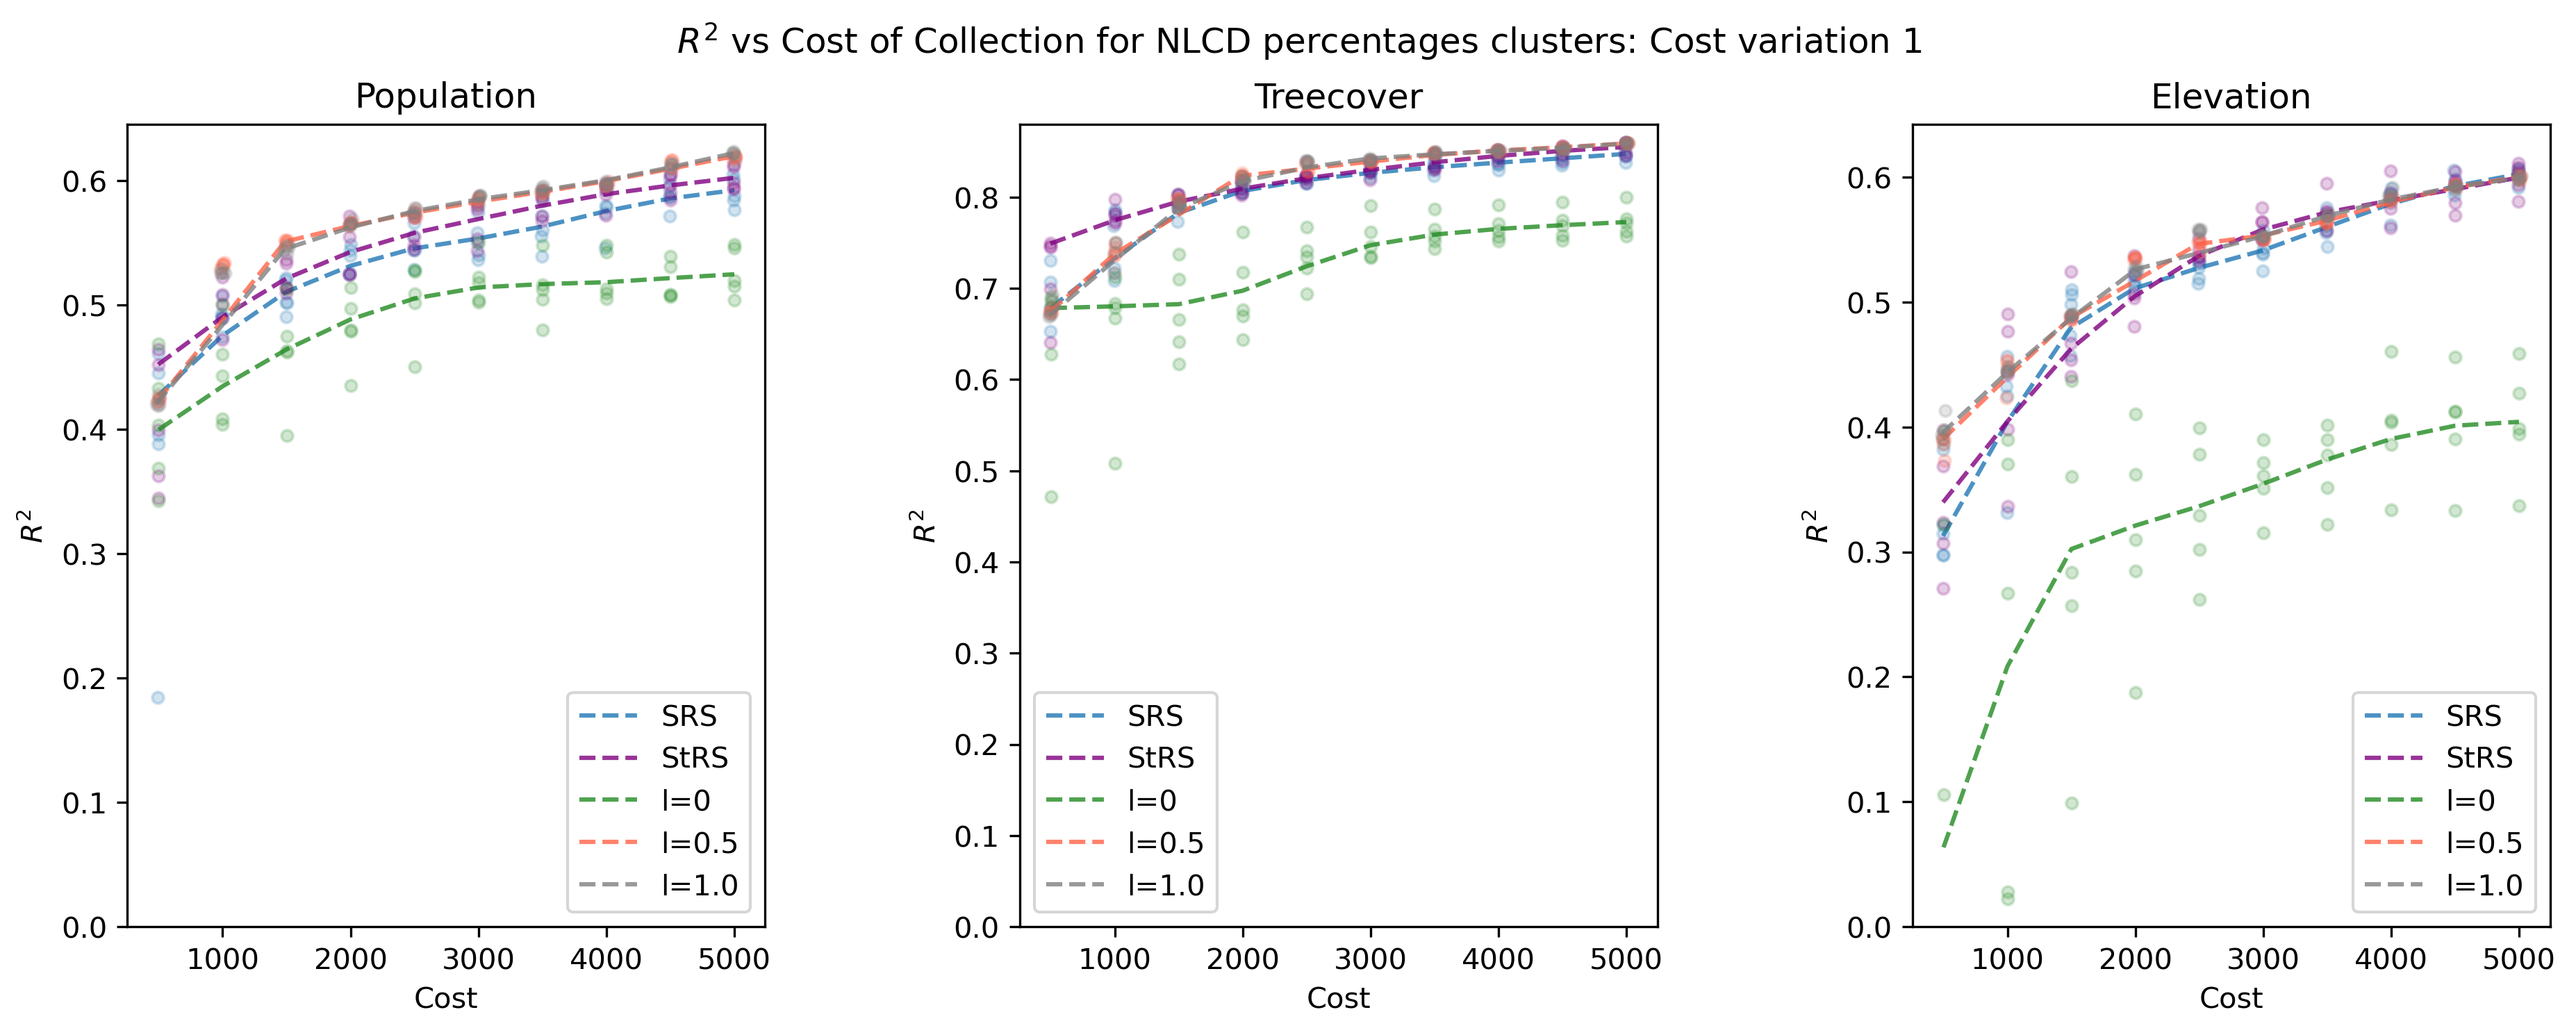 R² vs Cost of Collection for NLCD percentages clusters: Cost variation 1
Population
R²
0.6
0.5
0.4
0.3
0.2
0.1
0.0
1000 2000 3000 4000 5000
Cost
SRS
StRS
l=0
l=0.5
l=1.0
Treecover
R²
0.8
0.7
0.6
0.5
0.4
0.3
0.2
0.1
0.0
1000 2000 3000 4000 5000
Cost
SRS
StRS
l=0
l=0.5
l=1.0
Elevation
R²
0.6
0.5
0.4
0.3
0.2
0.1
0.0
1000 2000 3000 4000 5000
Cost
SRS
StRS
l=0
l=0.5
l=1.0